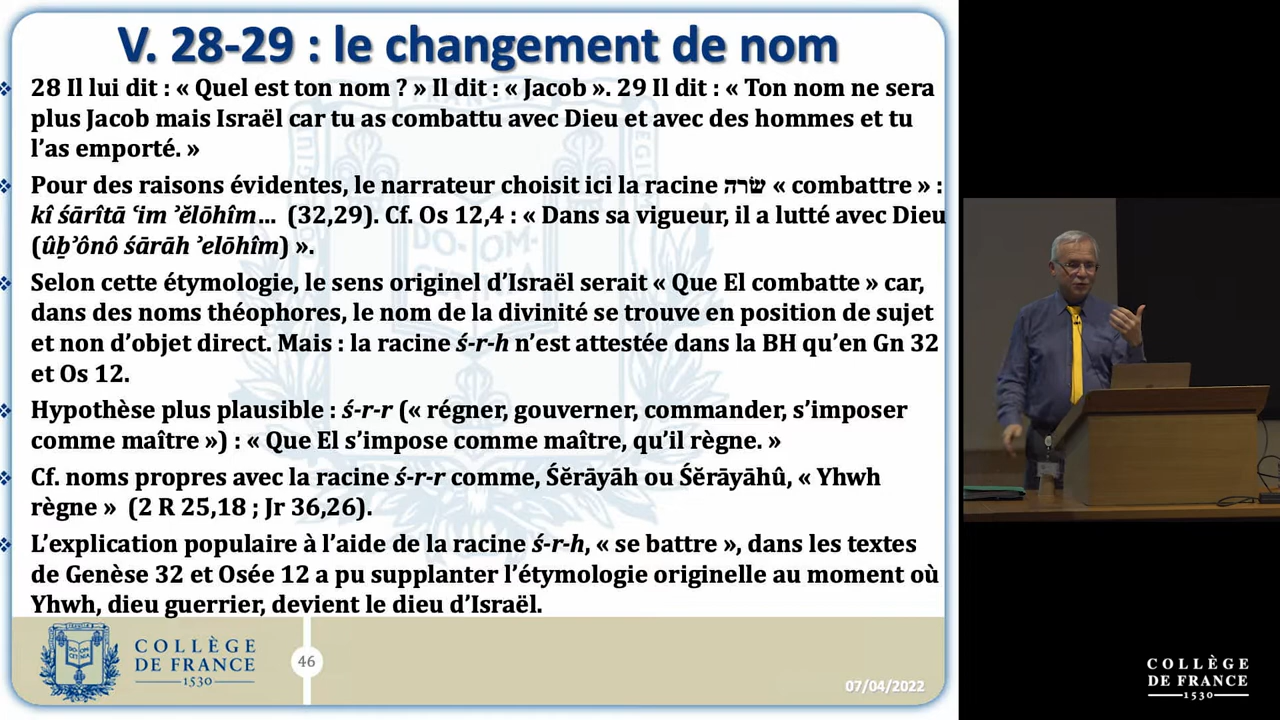 V. 28-29 : le changement de nom
28 Il lui dit : « Quel est ton nom ? » Il dit : « Jacob ». 29 Il dit : « Ton nom ne sera
plus Jacob mais Israël car tu as combattu avec Dieu et avec des hommes et tu
l’as emporté. »
Pour des raisons évidentes, le narrateur choisit ici la racine שׂרה « combattre » :
kî śārîtā ‘im ’ĕlōhîm… (32,29). Cf. Os 12,4 : « Dans sa vigueur, il a lutté avec Dieu
(ûḇ’ônô śārāh ’elōhîm) ».
Selon cette étymologie, le sens originel d’Israël serait « Que El combatte » car,
dans des noms théophores, le nom de la divinité se trouve en position de sujet
et non d’objet direct. Mais : la racine ś-r-h n’est attestée dans la BH qu’en Gn 32
et Os 12.
Hypothèse plus plausible : ś-r-r (« régner, gouverner, commander, s’imposer
comme maître ») : « Que El s’impose comme maître, qu’il règne. »
Cf. noms propres avec la racine ś-r-r comme, Śĕrāyāh ou Śĕrāyāhû, « Yhwh
règne » (2 R 25,18 ; Jr 36,26).
L’explication populaire à l’aide de la racine ś-r-h, « se battre », dans les textes
de Genèse 32 et Osée 12 a pu supplanter l’étymologie originelle au moment où
Yhwh, dieu guerrier, devient le dieu d’Israël.
COLLÈGE
DE FRANCE
1530
46
07/04/2022
COLLÈGE
DE FRANCE
1530